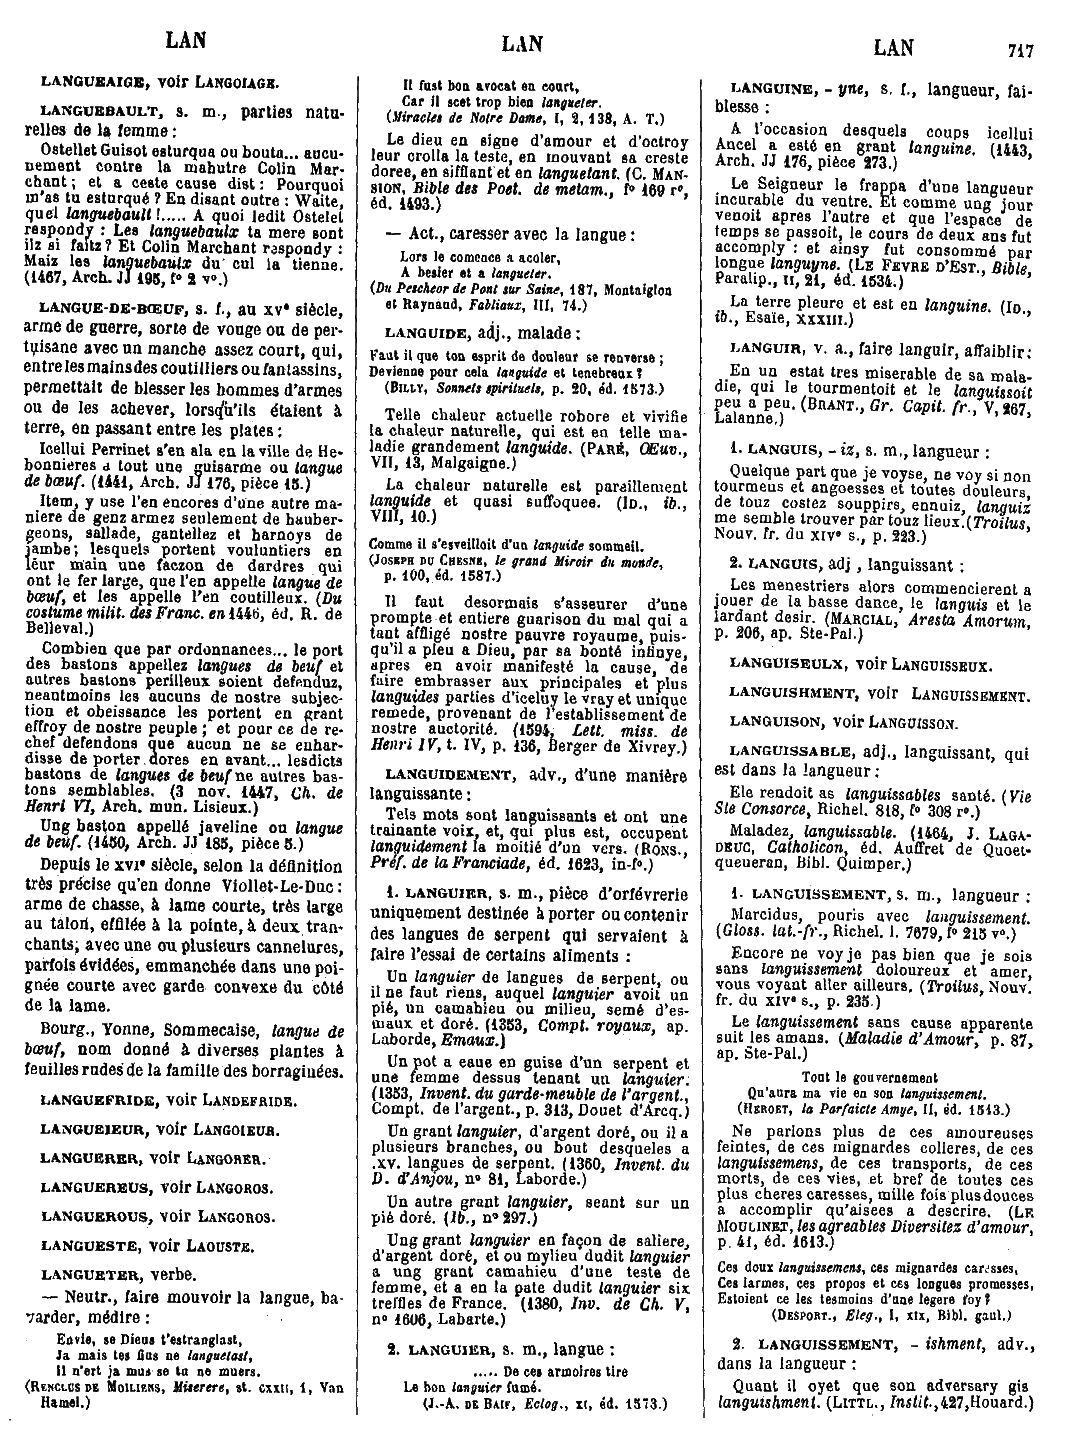 LAN
LANGUEAIGE, voir LANGOIAGE.
LANGUEBAULT, s. m., parties natu-
relles de la femme :
Ostellet Guisot esturqua ou bouta... aucu-
nement contre la mahutre Colin Mar-
chant ; et a ceste cause dist : Pourquoi
m'as tu esturqué ? En disant outre : Waite,
quel languebault !..... A quoi ledit Ostelet
respondy : Les languebaulx ta mere sont
ilz si faitz ? Et Colin Marchant respondy :
Maiz les languebaulx du cul la tienne.
(1467, Arch. JJ 195, f° 2 v°.)
LANGUE-DE-BŒUF, s. f., au xv° siècle,
arme de guerre, sorte de vouge ou de per-
tuisane avec un manche assez court, qui,
entre les mains des coutilliers ou fantassins,
permettait de blesser les hommes d'armes
ou de les achever, lorsqu'ils étaient à
terre, en passant entre les plates :
Icellui Perrinet s'en ala en la ville de He-
bonnieres a tout une guisarme ou langue
de bœuf. (1441, Arch. JJ 176, pièce 15.)
Item, y use l'en encores d'une autre ma-
niere de genz armez seulement de hauber-
geons, sallade, gantellez et harnoys de
jambe ; lesquels portent vouluntiers en
leur main une faczon de dardres qui
ont le fer large, que l'en appelle langue de
bœuf, et les appelle l'en coutilleux. (Du
costume milit. des Franc. en 1446, éd. R. de
Belleval.)
Combien que par ordonnances... le port
des bastons appellez langues de beuf et
autres bastons perilleux soient defenduz,
neantmoins les aucuns de nostre subjec-
tion et obeissance les portent en grant
effroy de nostre peuple ; et pour ce de re-
chef defendons que aucun ne se enhar-
disse de porter dores en avant... lesdicts
bastons de langues de beuf ne autres bas-
tons semblables. (3 nov. 1447, Ch. de
Henri VI, Arch. mun. Lisieux.)
Ung baston appellé javeline ou langue
de beuf. (1450, Arch. JJ 185, pièce 5.)
Depuis le xvi° siècle, selon la définition
très précise qu'en donne Viollet-Le-Duc :
arme de chasse, à lame courte, très large
au talon, effilée à la pointe, à deux tran-
chants, avec une ou plusieurs cannelures,
parfois évidées, emmanchée dans une poi-
gnée courte avec garde convexe du côté
de la lame.
Bourg., Yonne, Sommecaise, langue de
bœuf, nom donné à diverses plantes à
feuilles rudes de la famille des borraginées.
LANGUEFRIDE, voir LANDEFRIDE.
LANGUEIEUR, voir LANGOIEUR.
LANGUERER, voir LANGORER.
LANGUEREUS, voir LANGOROS.
LANGUEROUS, voir LANGOROS.
LANGUESTE, voir LAOUSTE.
LANGUETER, verbe.
— Neutr., faire mouvoir la langue, ba-
varder, médire :
Envie, se Dieus t'estranglast,
Ja mais tes fius ne languetast,
Il n'ert ja mus se tu ne muers.
(RENCLUS DE MOILIENS, Miserere, st. CXXII, 1, Van
Hamel.)
LAN
Il fust bon avocat en court,
Car il scet trop bien langueter.
(Miracles de Notre Dame, I, 2, 138, A. T.)
Le dieu en signe d'amour et d'octroy
leur crolla la teste, en mouvant sa creste
doree, en sifflant et en languetant. (C. MAN-
SION, Bible des Poet. de metam., f° 169 r°,
éd. 1493.)
— Act., caresser avec la langue :
Lors le comence a acoler,
A besier et a langueter.
(Du Pescheor de Pont sur Saine, 187, Montaiglon
et Raynaud, Fabliaux, III, 74.)
LANGUIDE, adj., malade :
Faut il que ton esprit de douleur se renverse ;
Devienne pour cela languide et tenebreux ?
(BILLY, Sonnets spirituels, p. 20, éd. 1573.)
Telle chaleur actuelle robore et vivifie
la chaleur naturelle, qui est en telle ma-
ladie grandement languide. (PARÉ, Œuv.,
VII, 13, Malgaigne.)
La chaleur naturelle est paraillement
languide et quasi suffoquee. (ID., ib.,
VIII, 10.)
Comme il s'esveilloit d'un languide sommeil.
(JOSEPH DU CHESNE, le grand Miroir du monde,
p. 100, éd. 1587.)
Il faut desormais s'asseurer d'une
prompte et entiere guarison du mal qui a
tant affligé nostre pauvre royaume, puis-
qu'il a pleu a Dieu, par sa bonté infinye,
apres en avoir manifesté la cause, de
faire embrasser aux principales et plus
languides parties d'iceluy le vray et unique
remede, provenant de l'establissement de
nostre auctorité. (1594, Lett. miss. de
Henri IV, t. IV, p. 136, Berger de Xivrey.)
LANGUIDEMENT, adv., d'une manière
languissante :
Tels mots sont languissants et ont une
trainante voix, et, qui plus est, occupent
languidement la moitié d'un vers. (RONS.,
Préf. de la Franciade, éd. 1623, in-f°.)
1. LANGUIER, s. m., pièce d'orfévrerie
uniquement destinée à porter ou contenir
des langues de serpent qui servaient à
faire l'essai de certains aliments :
Un languier de langues de serpent, ou
il ne faut riens, auquel languier avoit un
pié, un camahieu ou milieu, semé d'es-
maux et doré. (1353, Compt. royaux, ap.
Laborde, Emaux.)
Un pot a eaue en guise d'un serpent et
une femme dessus tenant un languier.
(1353, Invent. du garde-meuble de l'argent.,
Compt. de l'argent., p. 313, Douet d'Arcq.)
Un grant languier, d'argent doré, ou il a
plusieurs branches, ou bout desqueles a
.xv. langues de serpent. (1360, Invent. du
D. d'Anjou, n° 81, Laborde.)
Un autre grant languier, seant sur un
pié doré. (Ib., n° 297.)
Ung grant languier en façon de saliere,
d'argent doré, et ou mylieu dudit languier
a ung grant camahieu d'une teste de
femme, et a en la pate dudit languier six
treffles de France. (1380, Inv. de Ch. V,
n° 1606, Labarte.)
2. LANGUIER, s. m., langue :
..... De ces armoires tire
Le bon languier fumé.
(J.-A. DE BAIF, Eclog., XI, éd. 1573.)
LAN 717
LANGUINE, - yne, s. f., langueur, fai-
blesse :
A l'occasion desquels coups icellui
Ancel a esté en grant languine. (1443,
Arch. JJ 176, pièce 273.)
Le Seigneur le frappa d'une langueur
incurable du ventre. Et comme ung jour
venoit apres l'autre et que l'espace de
temps se passoit, le cours de deux ans fut
accomply : et ainsy fut consommé par
longue languyne. (LE FEVRE D'EST., Bible,
Paralip., II, 21, éd. 1534.)
La terre pleure et est en languine. (ID.,
ib., Esaïe, XXXIII.)
LANGUIR, v. a., faire languir, affaiblir :
En un estat tres miserable de sa mala-
die, qui le tourmentoit et le languissoit
peu a peu. (BRANT., Gr. Capit. fr., V, 267,
Lalanne.)
1. LANGUIS, - iz, s. m., langueur :
Quelque part que je voyse, ne voy si non
tourmens et angoesses et toutes douleurs,
de touz costez souppirs, ennuiz, languiz
me semble trouver par touz lieux. (Troilus,
Nouv. fr. du xiv° s., p. 223.)
2. LANGUIS, adj, languissant :
Les menestriers alors commencierent a
jouer de la basse dance, le languis et le
lardant desir. (MARCIAL, Aresta Amorum,
p. 206, ap. Ste-Pal.)
LANGUISEULX, voir LANGUISSEUX.
LANGUISHMENT, voir LANGUISSEMENT.
LANGUISON, voir LANGUISSON.
LANGUISSABLE, adj., languissant, qui
est dans la langueur :
Ele rendoit as languissables santé. (Vie
Ste Consorce, Richel. 818, f° 308 r°.)
Maladez, languissable. (1464, J. LAGA-
DEUC, Catholicon, éd. Auffret de Quoet-
queueran, Bibl. Quimper.)
1. LANGUISSEMENT, s. m., langueur :
Marcidus, pouris avec languissement.
(Gloss. lat.-fr., Richel. l. 7679, f° 215 v°.)
Encore ne voy je pas bien que je sois
sans languissement doloureux et amer,
vous voyant aller ailleurs. (Troilus, Nouv.
fr. du xiv° s., p. 235.)
Le languissement sans cause apparente
suit les amans. (Maladie d'Amour, p. 87,
ap. Ste-Pal.)
Tout le gouvernement
Qu'aura ma vie en son languissement.
(HEROET, la Parfaicte Amye, II, éd. 1543.)
Ne parlons plus de ces amoureuses
feintes, de ces mignardes colleres, de ces
languissemens, de ces transports, de ces
morts, de ces vies, et bref de toutes ces
plus cheres caresses, mille fois plus douces
a accomplir qu'aisees a descrire. (LE
MOULINET, les agreables Diversitez d'amour,
p. 41, éd. 1613.)
Ces doux languissemens, ces mignardes caresses,
Ces larmes, ces propos et ces longues promesses,
Estoient ce les tesmoins d'une legere foy ?
(DESPORT., Eleg., I, XIX, Bibl. gaul.)
2. LANGUISSEMENT, - ishment, adv.,
dans la langueur :
Quant il oyet que son adversary gis
languishment. (LITTL., Instit., 427, Houard.)